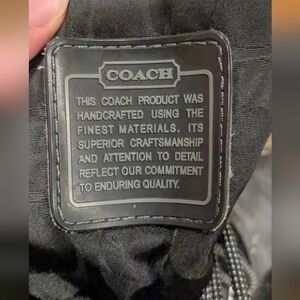 COACH
THIS COACH PRODUCT WAS
HANDCRAFTED USING THE
FINEST MATERIALS. ITS
SUPERIOR CRAFTSMANSHIP
AND ATTENTION TO DETAIL
REFLECT OUR COMMITMENT
TO ENDURING QUALITY.